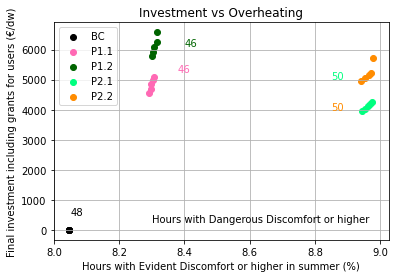 Investment vs Overheating
Final investment including grants for users (€/dw)
6000
5000
4000
3000
2000
1000
0
BC
P1.1
P1.2
P2.1
P2.2
46
46
50
50
48
Hours with Dangerous Discomfort or higher
8.0
8.2
8.4
8.6
8.8
9.0
Hours with Evident Discomfort or higher in summer (%)